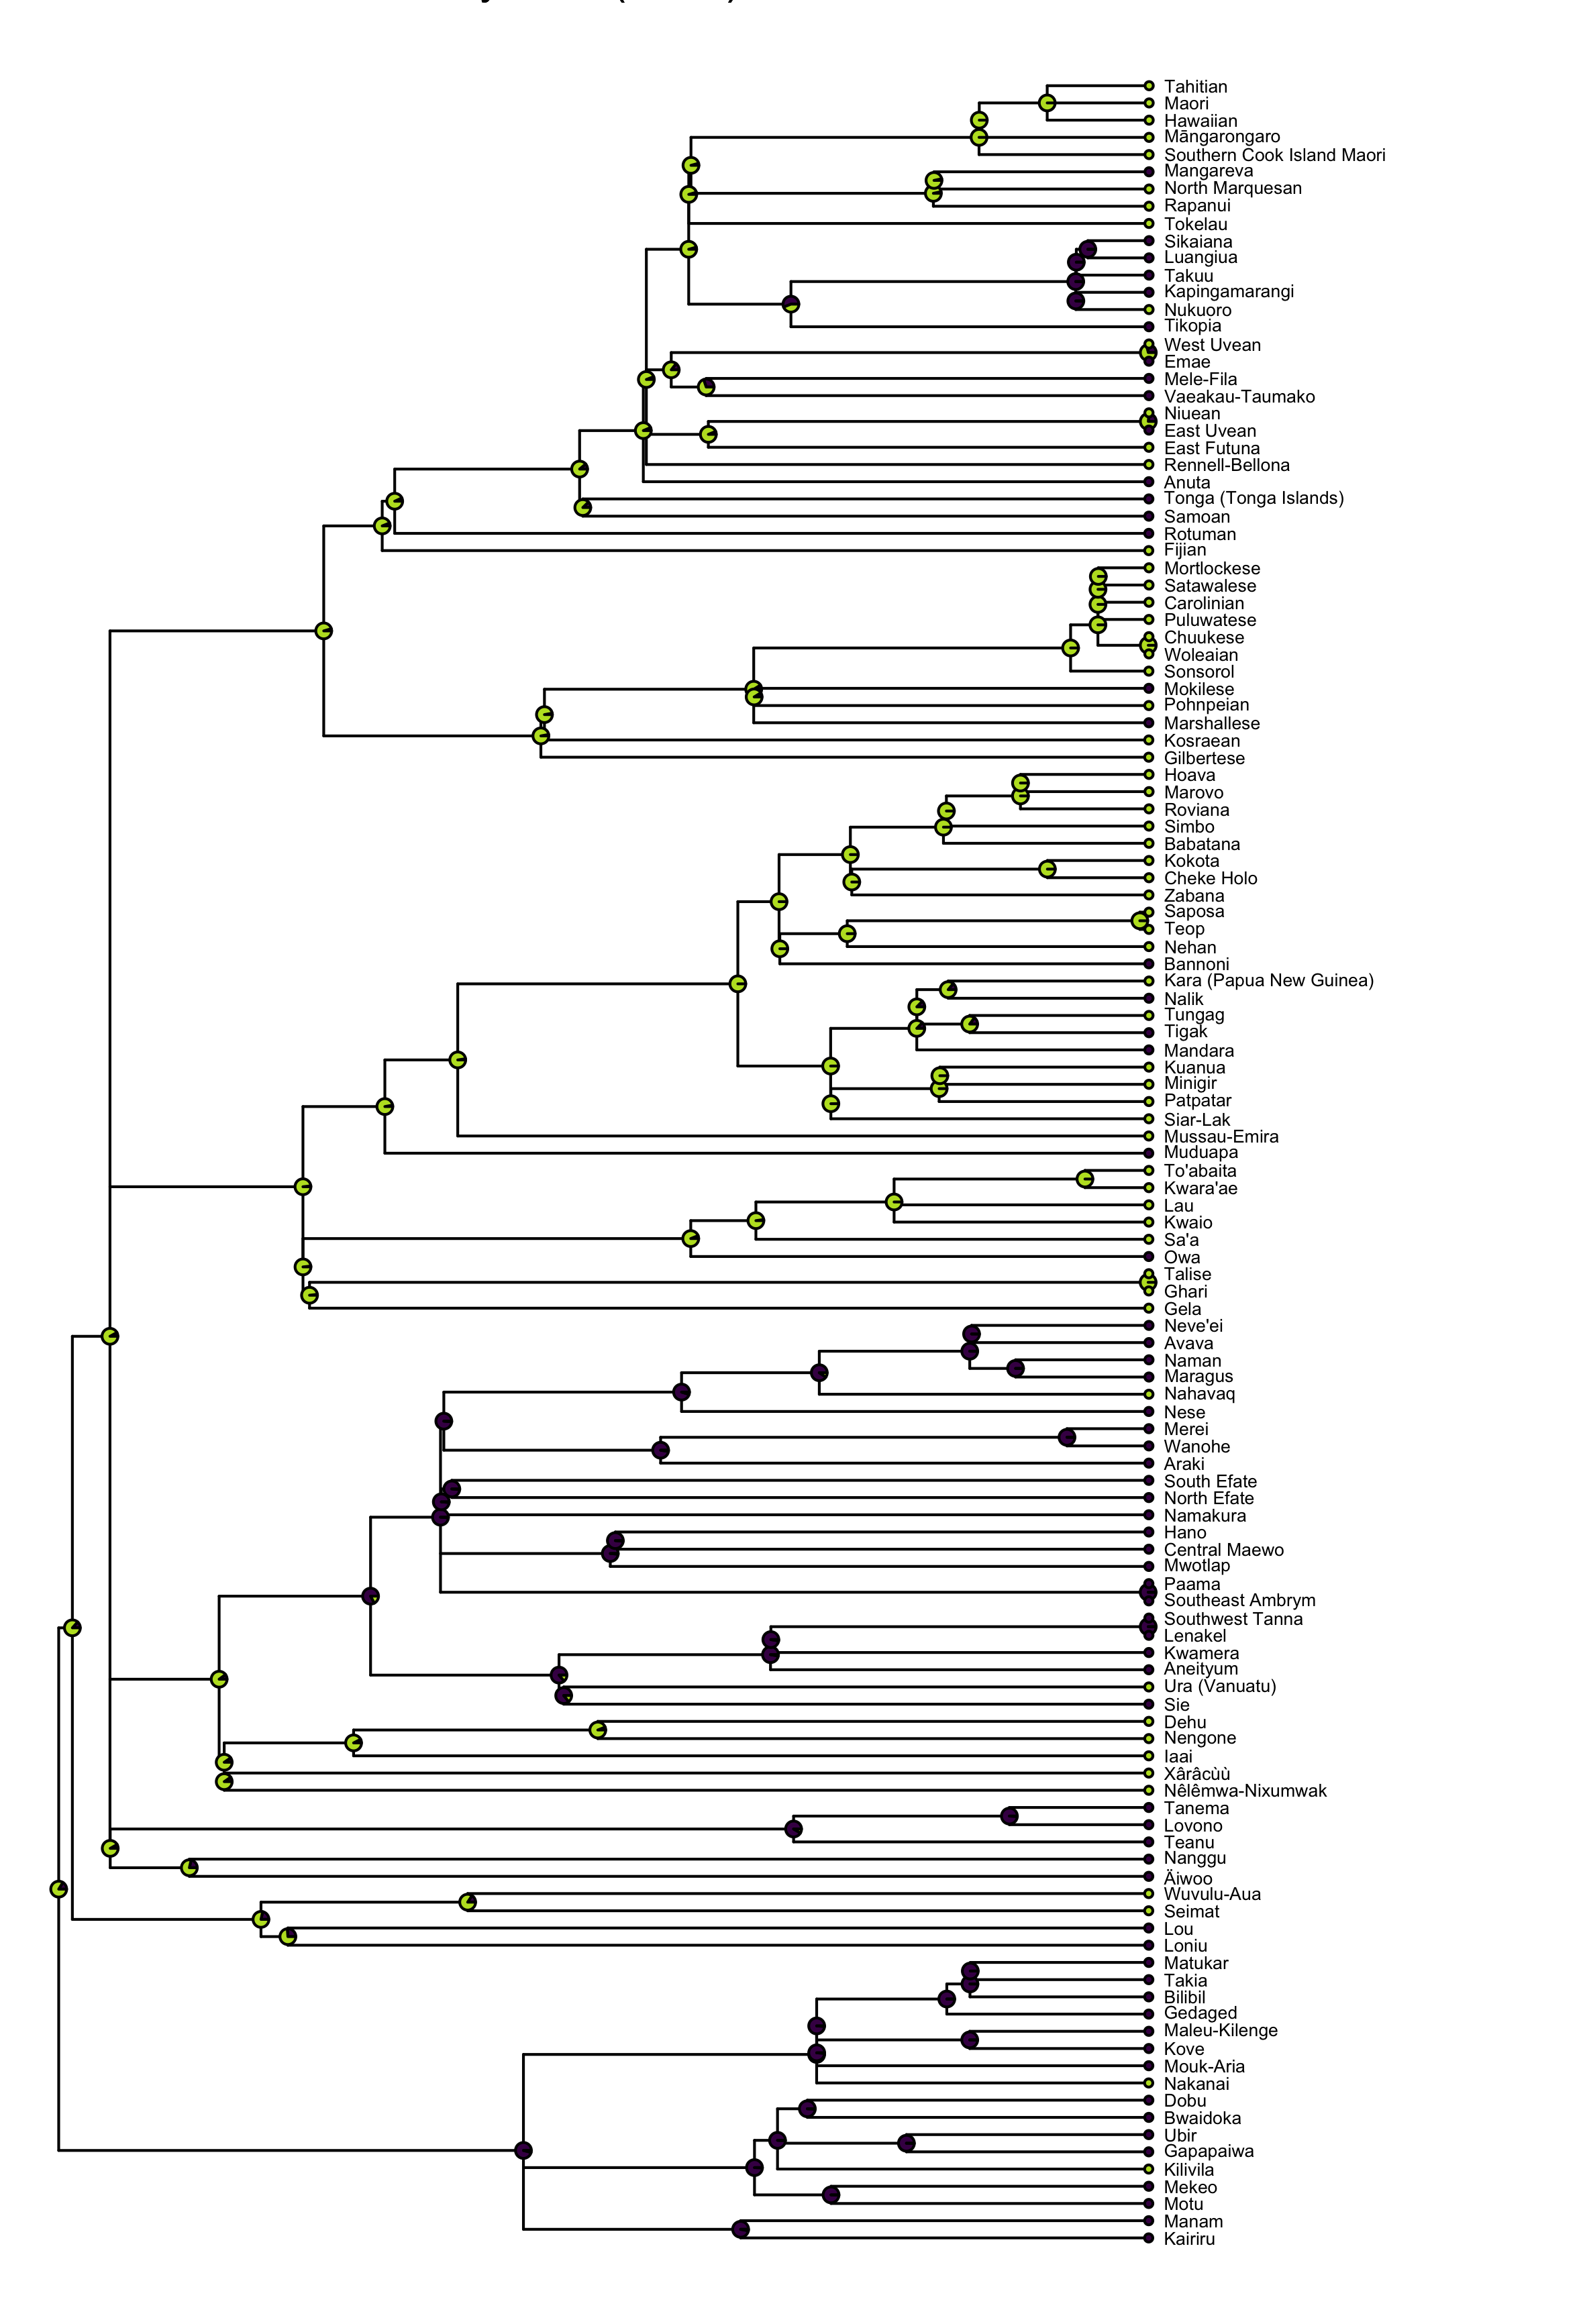 Tahitian
Maori
Hawaiian
Māngarongaro
Southern Cook Island Maori
Mangareva
North Marquesan
Rapanui
Tokelau
Sikaiana
Luangiua
Takuu
Kapingamarangi
Nukuoro
Tikopia
West Uvean
Emae
Mele-Fila
Vaeakau-Taumako
Niuean
East Uvean
East Futuna
Rennell-Bellona
Anuta
Tonga (Tonga Islands)
Samoan
Rotuman
Fijian
Mortlockese
Satawalese
Carolinian
Puluwatese
Chuukese
Woleaian
Sonsorol
Mokilese
Pohnpeian
Marshallese
Kosraean
Gilbertese
Hoava
Marovo
Roviana
Simbo
Babatana
Kokota
Cheke Holo
Zabana
Saposa
Teop
Nehan
Bannoni
Kara (Papua New Guinea)
Nalik
Tungag
Tigak
Mandara
Kuanua
Minigir
Patpatar
Siar-Lak
Mussau-Emira
Muduapa
To'abaita
Kwara'ae
Lau
Kwaio
Sa'a
Owa
Talise
Ghari
Gela
Neve'ei
Avava
Naman
Maragus
Nahavaq
Nese
Merei
Wanohe
Araki
South Efate
North Efate
Namakura
Hano
Central Maewo
Mwotlap
Paama
Southeast Ambrym
Southwest Tanna
Lenakel
Kwamera
Aneityum
Ura (Vanuatu)
Sie
Dehu
Nengone
Iaai
Xârâcùù
Nêlêmwa-Nixumwak
Tanema
Lovono
Teanu
Nanggu
Äiwoo
Wuvulu-Aua
Seimat
Lou
Loniu
Matukar
Takia
Bilibil
Gedaged
Maleu-Kilenge
Kove
Mouk-Aria
Nakanai
Dobu
Bwaidoka
Ubir
Gapapaiwa
Kilivila
Mekeo
Motu
Manam
Kairiru